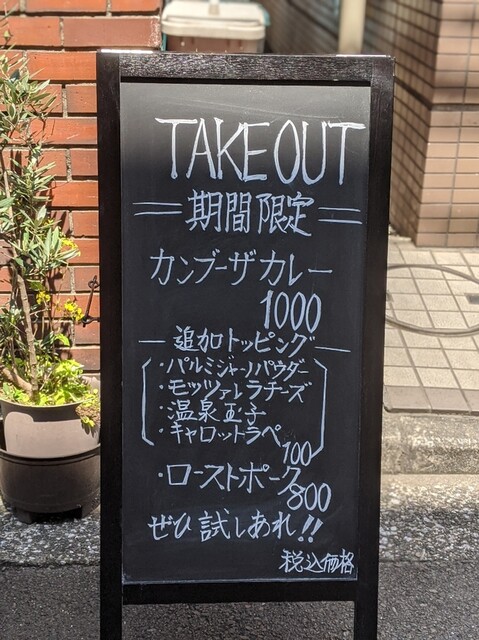 TAKEOUT
期間限定
カンブーザカレー
1000
追加トッピング
・パルミジャーノパウダー
・モッツァレラチーズ
・温泉玉子
・キャロットラペ
100
・ローストポーク
800
ぜひ試しあれ!!
税込価格